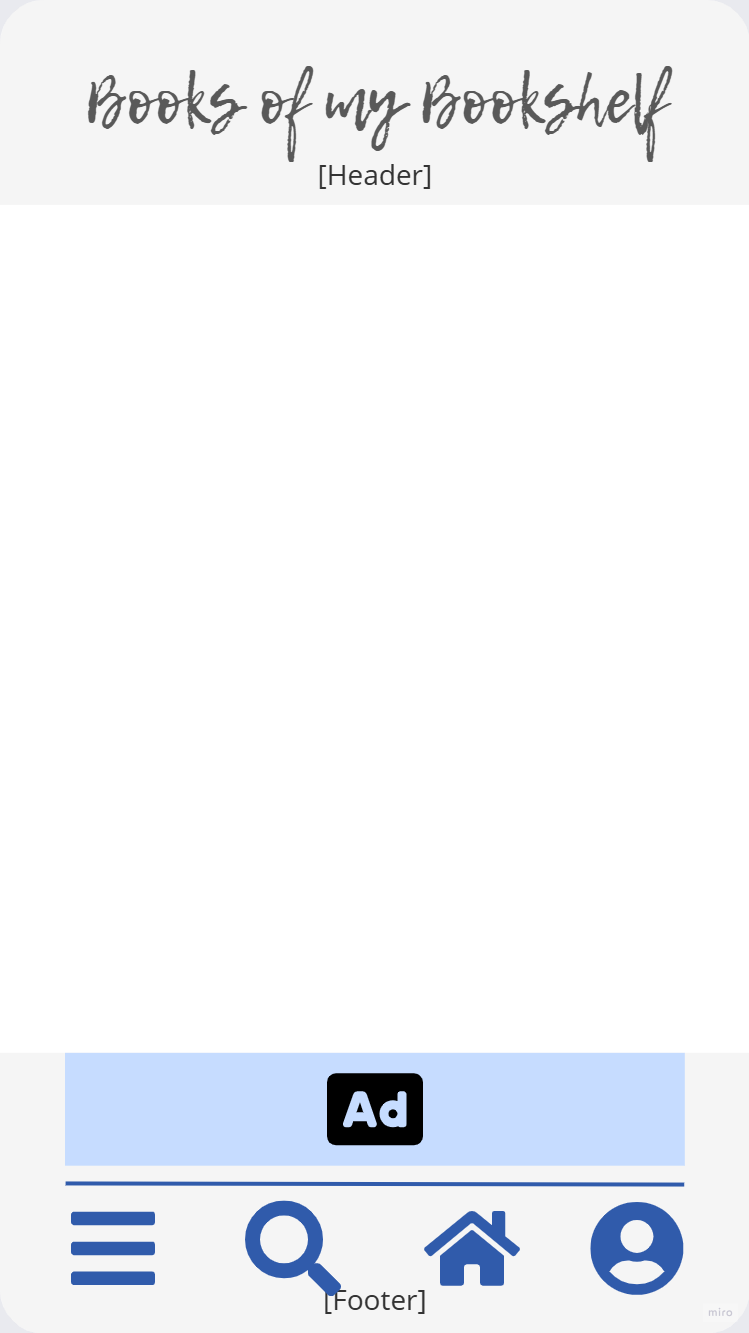 Books of my Bookshelf
[Header]
Ad
[Footer]
miro